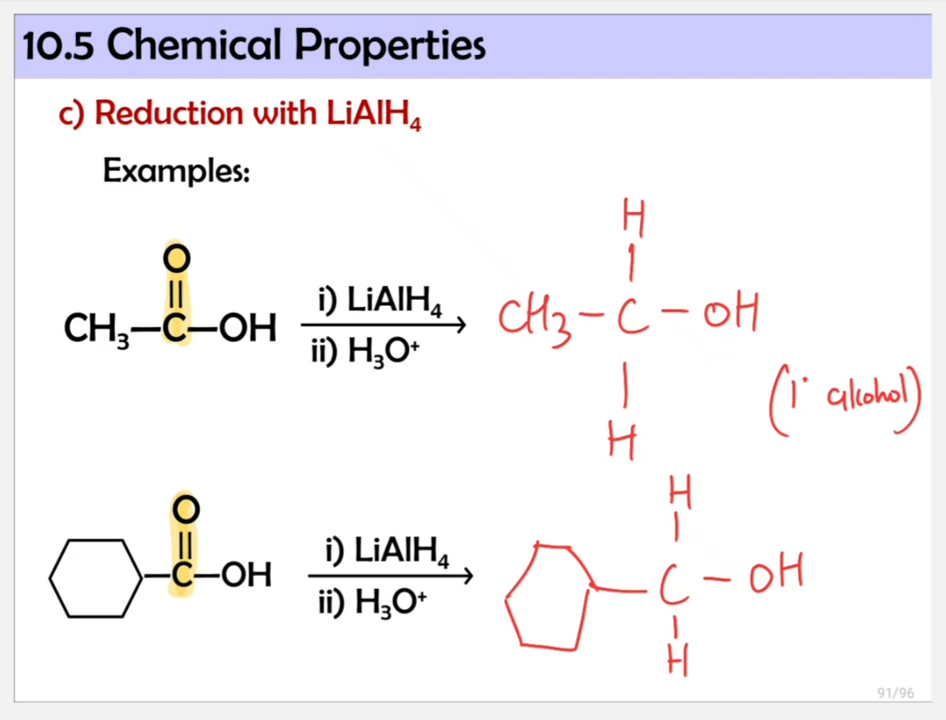 10.5 Chemical Properties
c) Reduction with LiAlH₄
Examples:
O
||
CH₃—C—OH
i) LiAlH₄
ii) H₃O⁺
H
|
CH₃ – C – OH
|
H
(1° alcohol)
O
||
—C—OH
i) LiAlH₄
ii) H₃O⁺
H
|
— C – OH
|
H
91/96